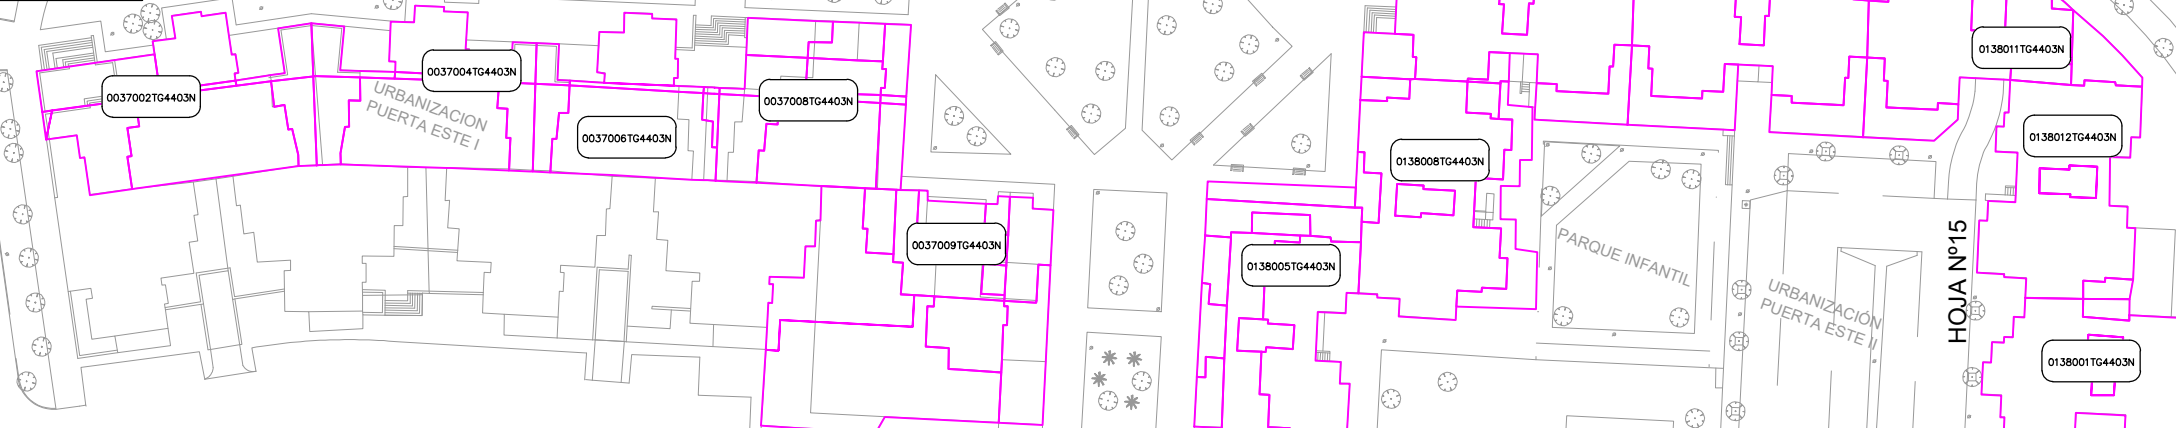 0037002TG4403N
0037004TG4403N
URBANIZACION
PUERTA ESTE I
0037006TG4403N
0037008TG4403N
0037009TG4403N
0138005TG4403N
0138008TG4403N
PARQUE INFANTIL
URBANIZACIÓN
PUERTA ESTE II
HOJA Nº15
0138011TG4403N
0138012TG4403N
0138001TG4403N